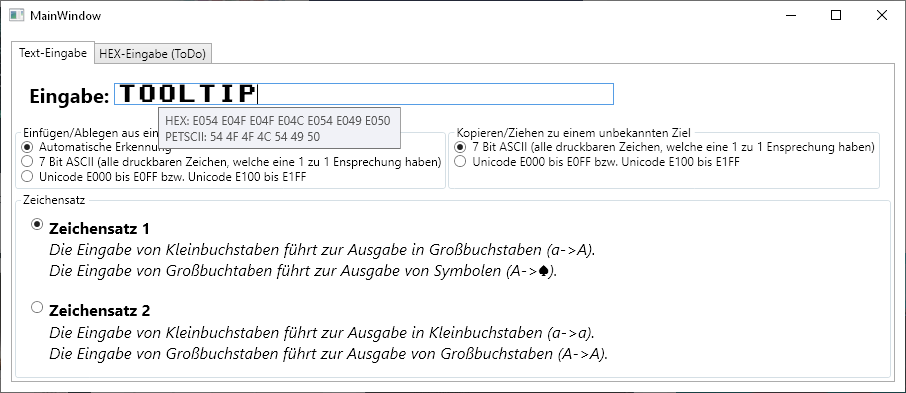 MainWindow
Text-Eingabe
HEX-Eingabe (ToDo)
Eingabe: TOOLTIP
HEX: E054 E04F E04F E04C E054 E049 E050
PETSCII: 54 4F 4F 4C 54 49 50
Einfügen/Ablegen aus ein
Automatische Erkennung
7 Bit ASCII (alle druckbaren Zeichen, welche eine 1 zu 1 Ensprechung haben)
Unicode E000 bis E0FF bzw. Unicode E100 bis E1FF
Kopieren/Ziehen zu einem unbekannten Ziel
7 Bit ASCII (alle druckbaren Zeichen, welche eine 1 zu 1 Ensprechung haben)
Unicode E000 bis E0FF bzw. Unicode E100 bis E1FF
Zeichensatz
Zeichensatz 1
Die Eingabe von Kleinbuchstaben führt zur Ausgabe in Großbuchstaben (a->A).
Die Eingabe von Großbuchtaben führt zur Ausgabe von Symbolen (A->♠).
Zeichensatz 2
Die Eingabe von Kleinbuchstaben führt zur Ausgabe in Kleinbuchstaben (a->a).
Die Eingabe von Großbuchstaben führt zur Ausgabe von Großbuchstaben (A->A).